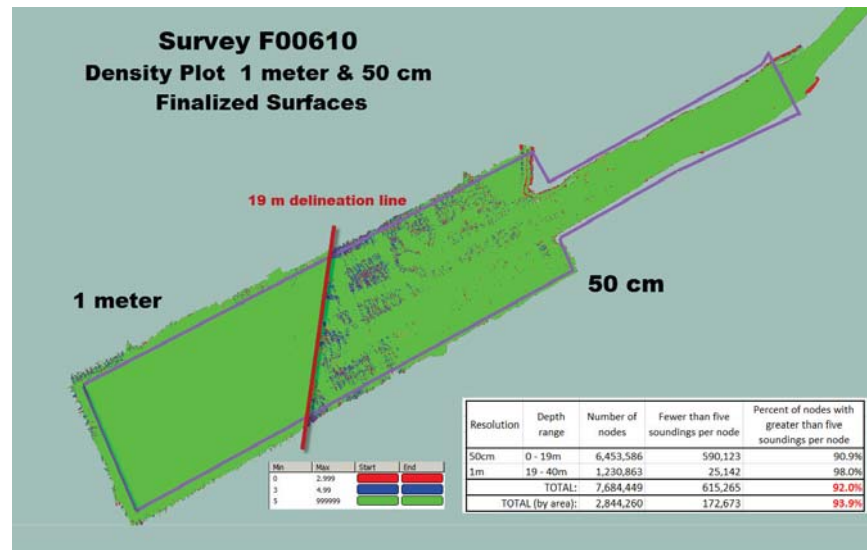 Survey F00610
Density Plot 1 meter & 50 cm
Finalized Surfaces
19 m delineation line
1 meter
50 cm
Min Max Start End
0 2.999
3 4.99
5 999999
Resolution Depth range Number of nodes Fewer than five soundings per node Percent of nodes with greater than five soundings per node
50cm 0 - 19m 6,453,586 590,123 90.9%
1m 19 - 40m 1,230,863 25,142 98.0%
TOTAL: 7,684,449 615,265 92.0%
TOTAL (by area): 2,844,260 172,673 93.9%